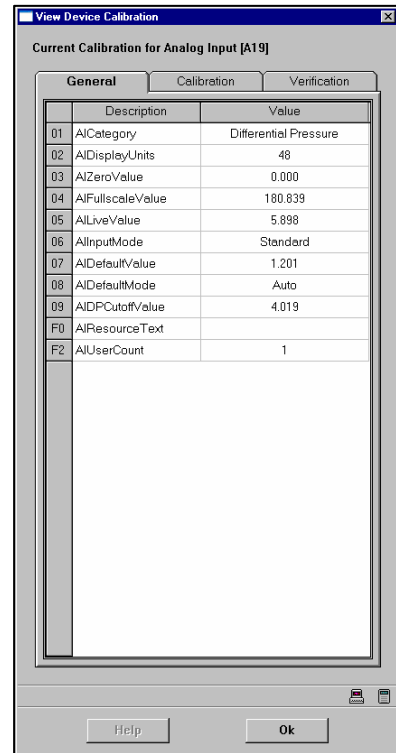 View Device Calibration
Current Calibration for Analog Input [A19]
General Calibration Verification
Description Value
01 AICategory Differential Pressure
02 AIDisplayUnits 48
03 AIZeroValue 0.000
04 AIFullscaleValue 180.839
05 AILiveValue 5.898
06 AIInputMode Standard
07 AIDefaultValue 1.201
08 AIDefaultMode Auto
09 AIDPCutoffValue 4.019
F0 AIResourceText
F2 AIUserCount 1
Help Ok